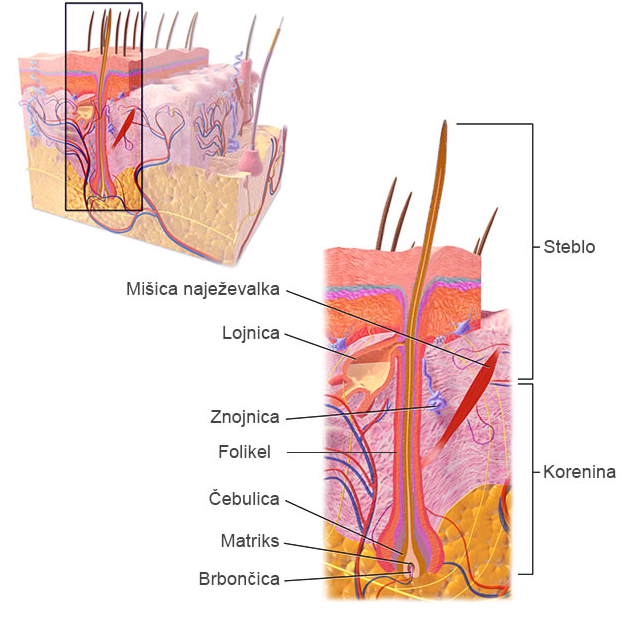 Steblo
Mišica naježevalka
Lojnica
Znojnica
Folikel
Korenina
Čebulica
Matriks
Brbončica